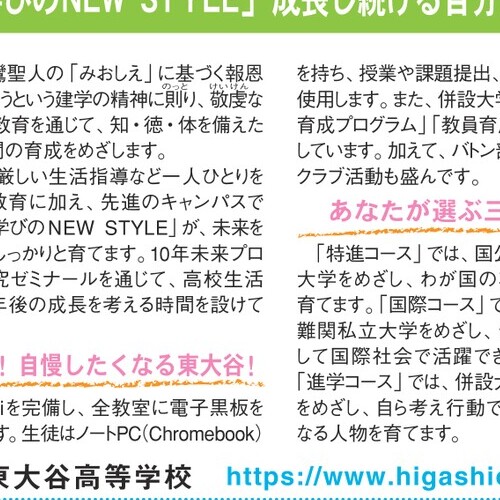 びのNEW STYLE」成長し続ける自分
鸞聖人の「みおしえ」に基づく報恩
うという建学の精神に則り、敬虔な
教育を通じて、知・徳・体を備えた
間の育成をめざします。
厳しい生活指導など一人ひとりを
教育に加え、先進のキャンパスで
学びのNEW STYLE」が、未来を
しっかりと育てます。10年未来プロ
究ゼミナールを通じて、高校生活
年後の成長を考える時間を設けて
！自慢したくなる東大谷！
iを完備し、全教室に電子黒板を
す。生徒はノートPC（Chromebook）
を持ち、授業や課題提出、
使用します。また、併設大学
育成プログラム」「教員育成
しています。加えて、バトン部
クラブ活動も盛んです。
あなたが選ぶ三
「特進コース」では、国公
大学をめざし、わが国の
育てます。「国際コース」で
難関私立大学をめざし、
して国際社会で活躍でき
「進学コース」では、併設大
をめざし、自ら考え行動で
なる人物を育てます。
東大谷高等学校 https://www.higashi